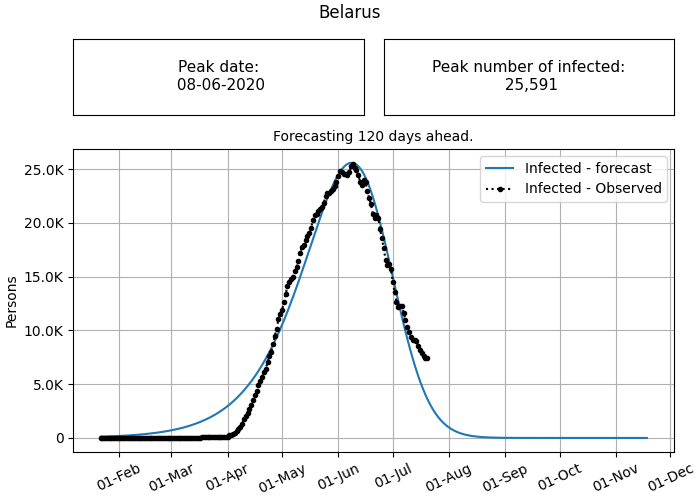 Belarus
Peak date:
08-06-2020
Peak number of infected:
25,591
Forecasting 120 days ahead.
Infected - forecast
Infected - Observed
Persons
25.0K
20.0K
15.0K
10.0K
5.0K
0
01-Feb
01-Mar
01-Apr
01-May
01-Jun
01-Jul
01-Aug
01-Sep
01-Oct
01-Nov
01-Dec